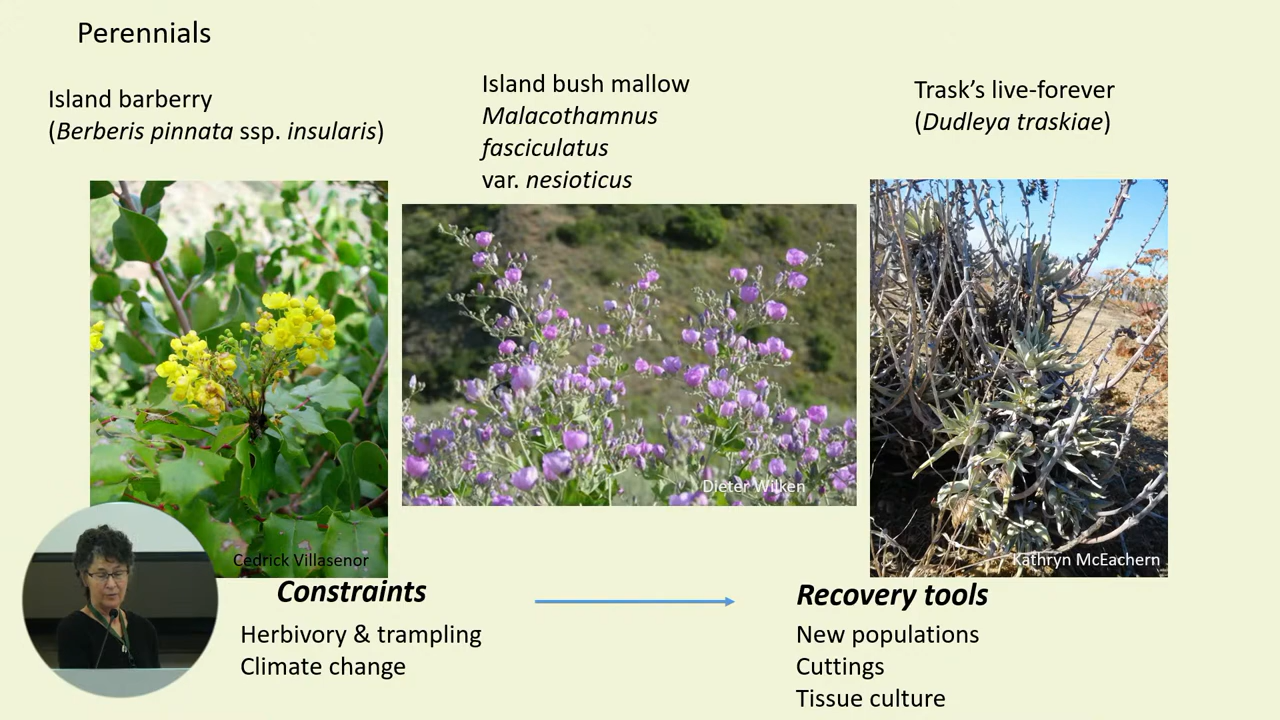 Perennials
Island barberry
(Berberis pinnata ssp. insularis)
Island bush mallow
Malacothamnus
fasciculatus
var. nesioticus
Trask’s live-forever
(Dudleya traskiae)
Cedrick Villasenor
Dieter Wilken
Kathryn McEachern
Constraints
Herbivory & trampling
Climate change
Recovery tools
New populations
Cuttings
Tissue culture